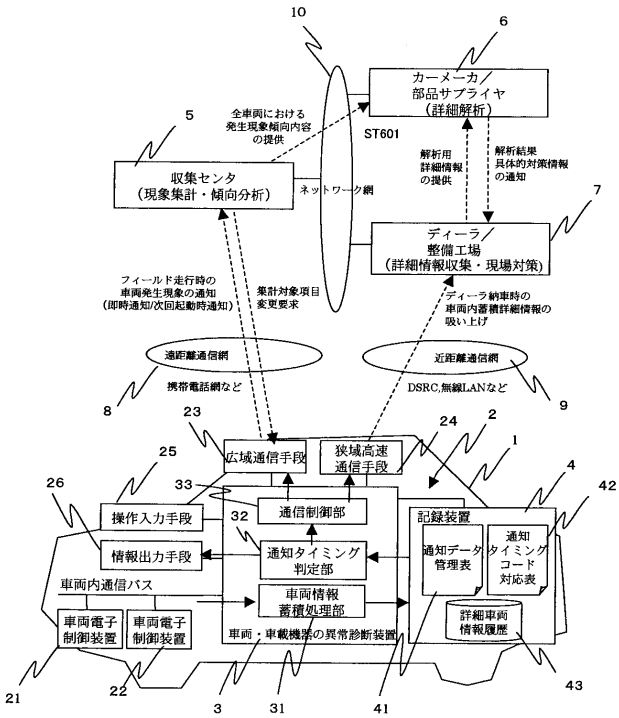 10
6
カーメーカ／
部品サプライヤ
(詳細解析)
全車両における
発生現象傾向内容
の提供
ST601
5
収集センタ
(現象集計・傾向分析)
ネットワーク網
解析用
詳細情報
の提供
解析結果
具体的対策情報
の通知
7
ディーラ／
整備工場
(詳細情報収集・現場対策)
フィールド走行時の
車両発生現象の通知
(即時通知/次回起動時通知)
集計対象項目
変更要求
ディーラ納車時の
車両内蓄積詳細情報の
吸い上げ
遠距離通信網
近距離通信網
8
携帯電話網など
DSRC,無線LANなど
9
23
24
2
1
広域通信手段
狭域高速
通信手段
25
4
42
33
26
操作入力手段
通信制御部
記録装置
32
情報出力手段
通知タイミング
判定部
通知データ
管理表
通知
タイミング
コード
対応表
車両内通信バス
車両情報
蓄積処理部
車両電子
制御装置
車両電子
制御装置
詳細車両
情報履歴
車両・車載機器の異常診断装置
21
22
3
31
41
43